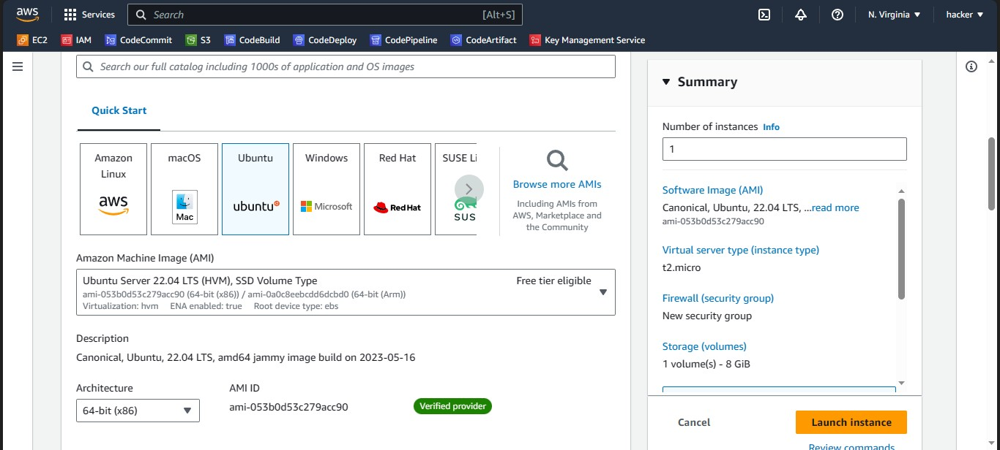 aws
Services
Search
[Alt+S]
N. Virginia
hacker
EC2
IAM
CodeCommit
S3
CodeBuild
CodeDeploy
CodePipeline
CodeArtifact
Key Management Service
Search our full catalog including 1000s of application and OS images
Quick Start
Amazon
Linux
aws
macOS
Mac
Ubuntu
ubuntu
Windows
Microsoft
Red Hat
Red Hat
SUSE Li
SUS
Browse more AMIs
Including AMIs from
AWS, Marketplace and
the Community
Amazon Machine Image (AMI)
Ubuntu Server 22.04 LTS (HVM), SSD Volume Type
Free tier eligible
ami-053b0d53c279acc90 (64-bit (x86)) / ami-0a0c8eebcdd6dcbd0 (64-bit (Arm))
Virtualization: hvm ENA enabled: true Root device type: ebs
Description
Canonical, Ubuntu, 22.04 LTS, amd64 jammy image build on 2023-05-16
Architecture
64-bit (x86)
AMI ID
ami-053b0d53c279acc90
Verified provider
Summary
Number of instances Info
1
Software Image (AMI)
Canonical, Ubuntu, 22.04 LTS, ...read more
ami-053b0d53c279acc90
Virtual server type (instance type)
t2.micro
Firewall (security group)
New security group
Storage (volumes)
1 volume(s) - 8 GiB
Cancel
Launch instance
Review commands